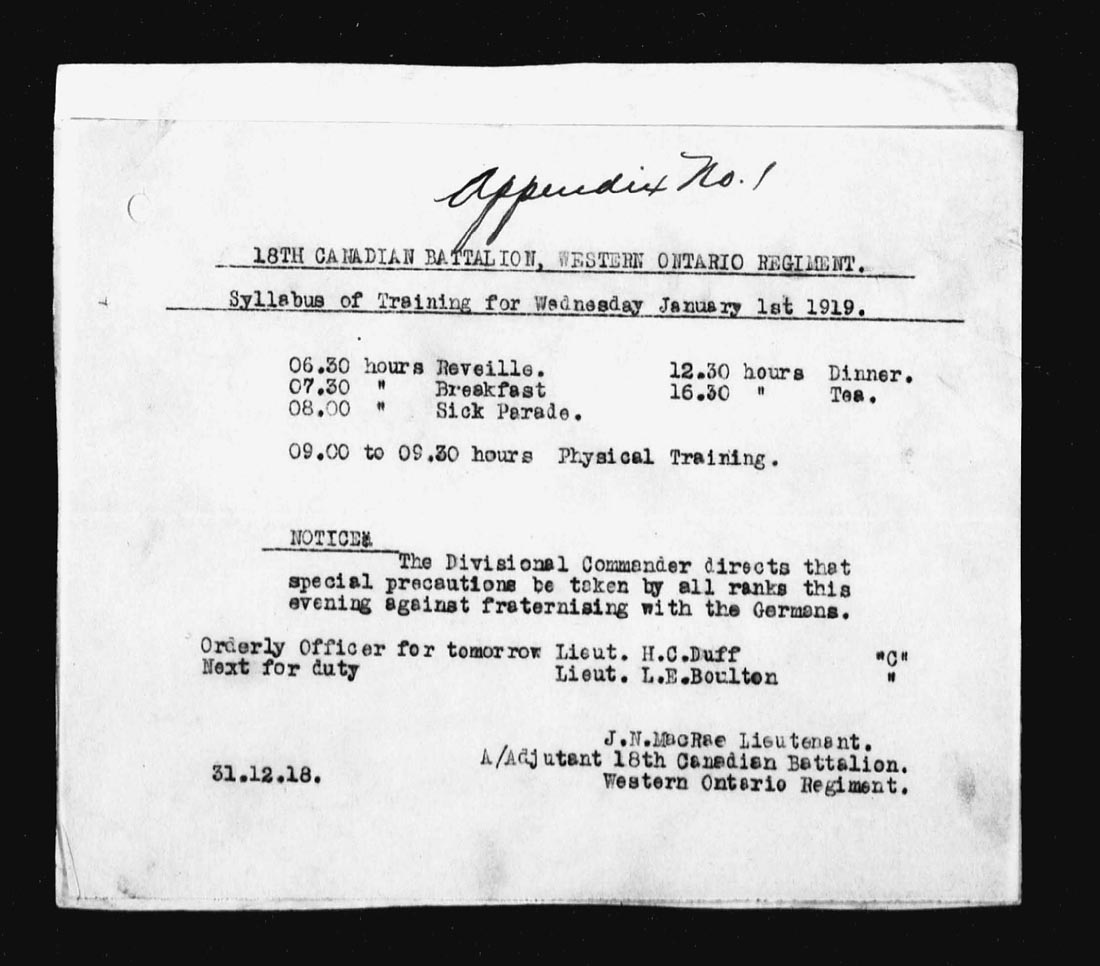 Appendix No. 1
18TH CANADIAN BATTALION, WESTERN ONTARIO REGIMENT.
Syllabus of Training for Wednesday January 1st 1919.
06.30 hours Reveille. 12.30 hours Dinner.
07.30 " Breakfast 16.30 " Tea.
08.00 " Sick Parade.
09.00 to 09.30 hours Physical Training.
NOTICE.
The Divisional Commander directs that
special precautions be taken by all ranks this
evening against fraternising with the Germans.
Orderly Officer for tomorrow Lieut. H.C.Duff "C"
Next for duty Lieut. L.E.Boulton "
J.N.MacRae Lieutenant.
A/Adjutant 18th Canadian Battalion.
31.12.18. Western Ontario Regiment.